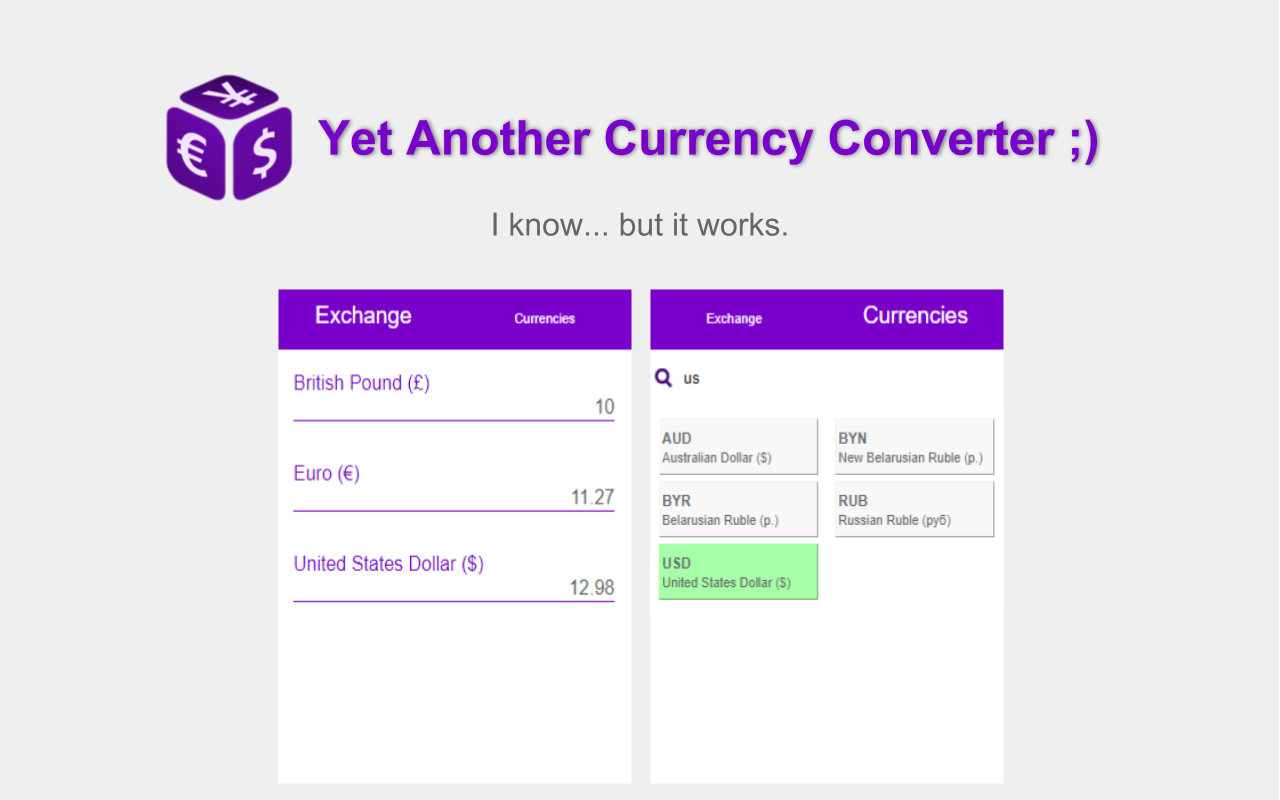 ¥
€ $
Yet Another Currency Converter ;)
I know... but it works.
Exchange Currencies
British Pound (£)
10
Euro (€)
11.27
United States Dollar ($)
12.98
Exchange Currencies
us
AUD
Australian Dollar ($)
BYN
New Belarusian Ruble (p.)
BYR
Belarusian Ruble (p.)
RUB
Russian Ruble (руб)
USD
United States Dollar ($)